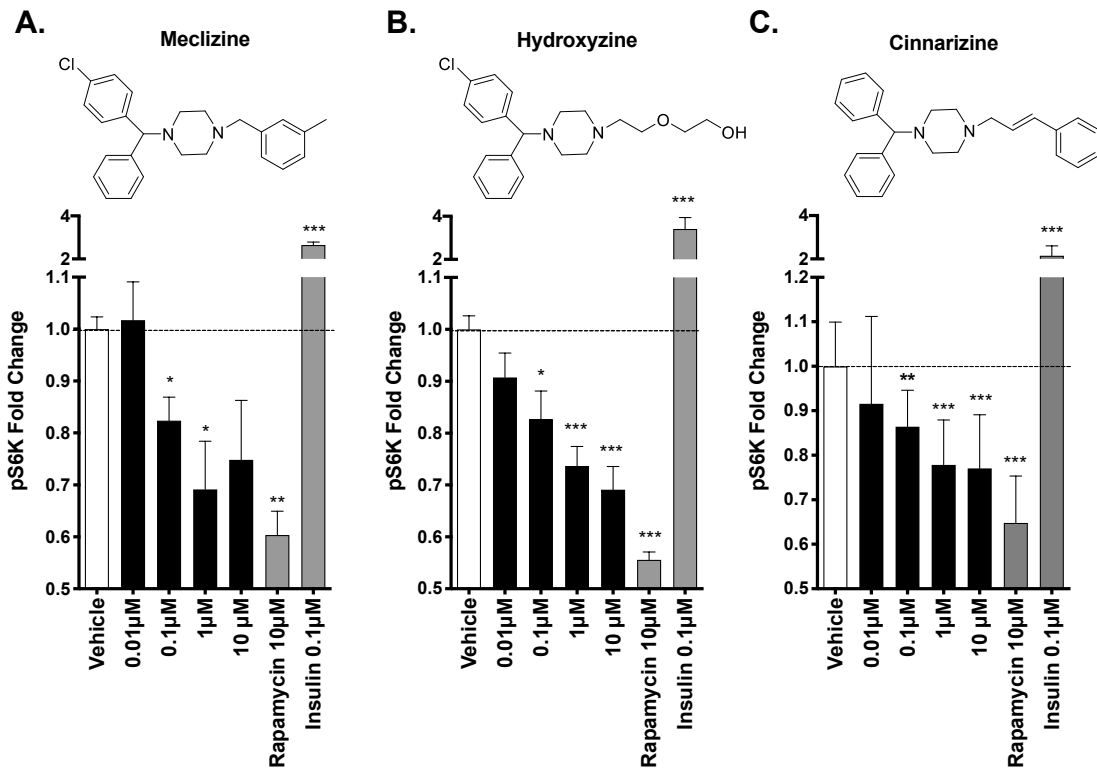 A.
Meclizine
Cl
N
N
pS6K Fold Change
4
2
1.1
1.0
0.9
0.8
0.7
0.6
0.5
*
*
**
***
Vehicle
0.01µM
0.1µM
1µM
10 µM
Rapamycin 10µM
Insulin 0.1µM
B.
Hydroxyzine
Cl
N
N
O
OH
pS6K Fold Change
4
2
1.1
1.0
0.9
0.8
0.7
0.6
0.5
*
***
***
***
***
Vehicle
0.01µM
0.1µM
1µM
10 µM
Rapamycin 10µM
Insulin 0.1µM
C.
Cinnarizine
N
N
pS6K Fold Change
4
2
1.2
1.1
1.0
0.9
0.8
0.7
0.6
0.5
**
***
***
***
***
Vehicle
0.01µM
0.1µM
1µM
10 µM
Rapamycin 10µM
Insulin 0.1µM